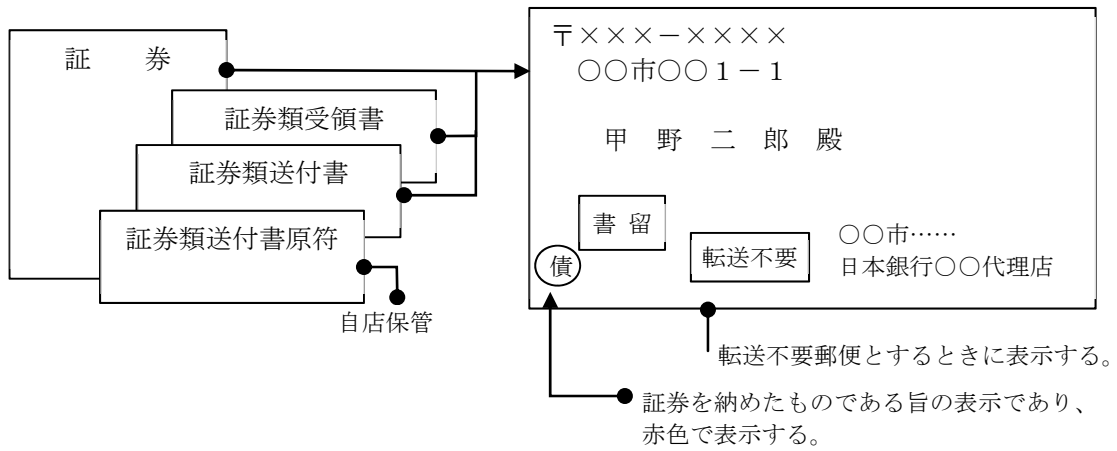 証　券
証券類受領書
証券類送付書
証券類送付書原符
自店保管
〒×××－××××
○○市○○１－１
甲　野　二　郎　殿
書 留
債
転送不要
○○市……
日本銀行○○代理店
転送不要郵便とするときに表示する。
証券を納めたものである旨の表示であり、
赤色で表示する。